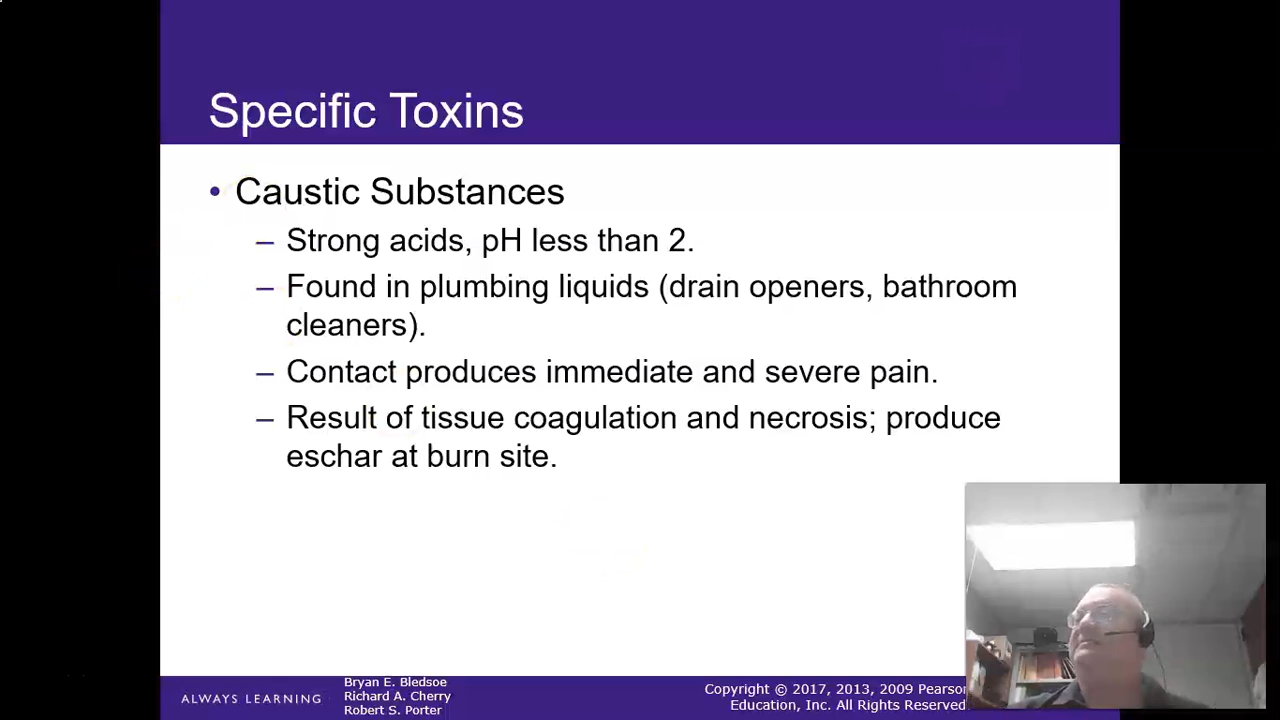 Specific Toxins
• Caustic Substances
– Strong acids, pH less than 2.
– Found in plumbing liquids (drain openers, bathroom
cleaners).
– Contact produces immediate and severe pain.
– Result of tissue coagulation and necrosis; produce
eschar at burn site.
ALWAYS LEARNING
Bryan E. Bledsoe
Richard A. Cherry
Robert S. Porter
Copyright © 2017, 2013, 2009 Pearson
Education, Inc. All Rights Reserved